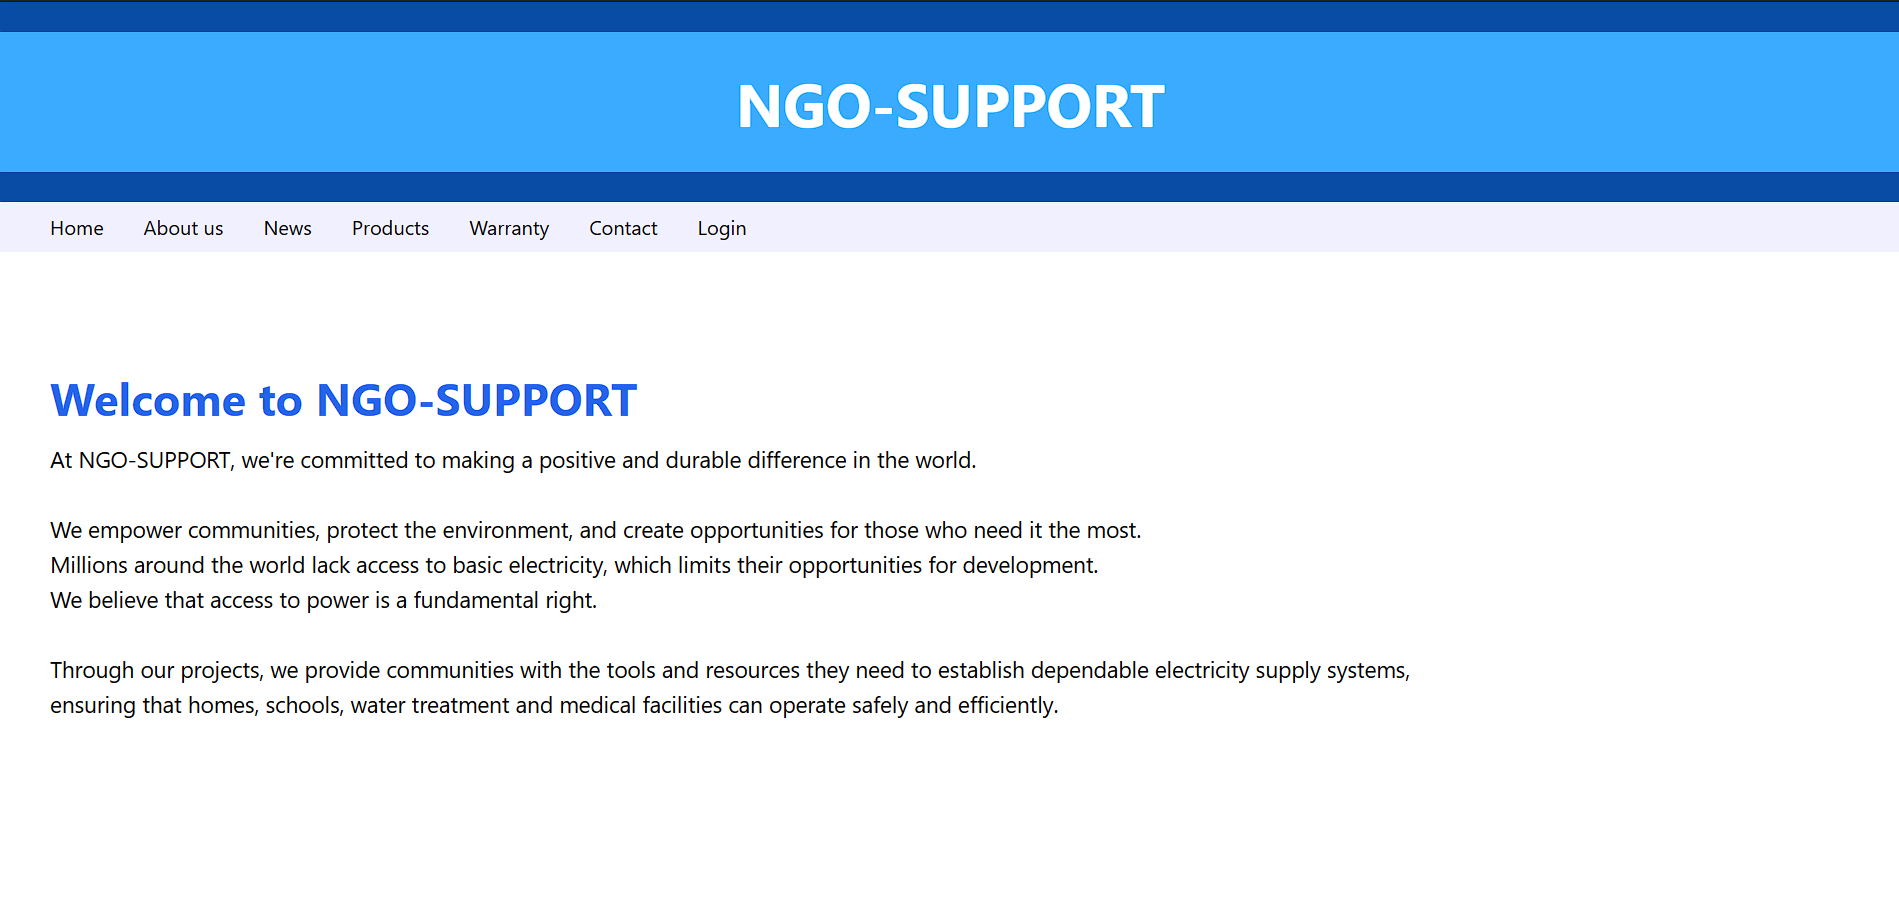 NGO-SUPPORT
Home About us News Products Warranty Contact Login
Welcome to NGO-SUPPORT
At NGO-SUPPORT, we're committed to making a positive and durable difference in the world.
We empower communities, protect the environment, and create opportunities for those who need it the most.
Millions around the world lack access to basic electricity, which limits their opportunities for development.
We believe that access to power is a fundamental right.
Through our projects, we provide communities with the tools and resources they need to establish dependable electricity supply systems,
ensuring that homes, schools, water treatment and medical facilities can operate safely and efficiently.